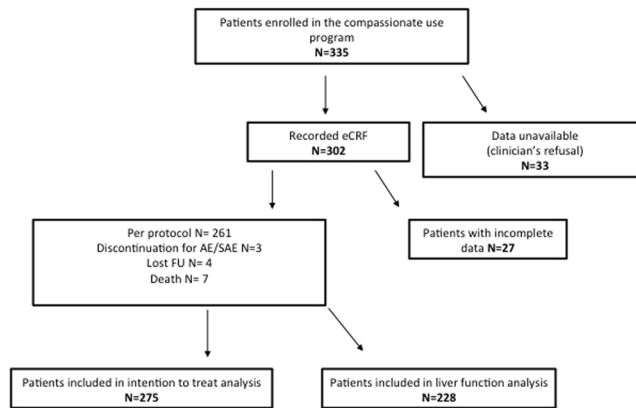 Patients enrolled in the compassionate use
program
N=335
Recorded eCRF
N=302
Data unavailable
(clinician's refusal)
N=33
Per protocol N= 261
Discontinuation for AE/SAE N=3
Lost FU N= 4
Death N= 7
Patients with incomplete
data N=27
Patients included in intention to treat analysis
N=275
Patients included in liver function analysis
N=228